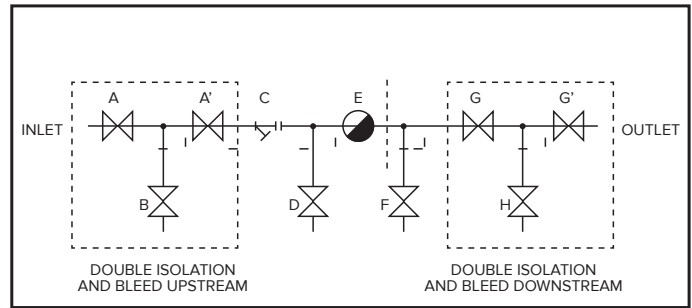 A A' C E G G'
INLET OUTLET
B D F H
DOUBLE ISOLATION DOUBLE ISOLATION
AND BLEED UPSTREAM AND BLEED DOWNSTREAM